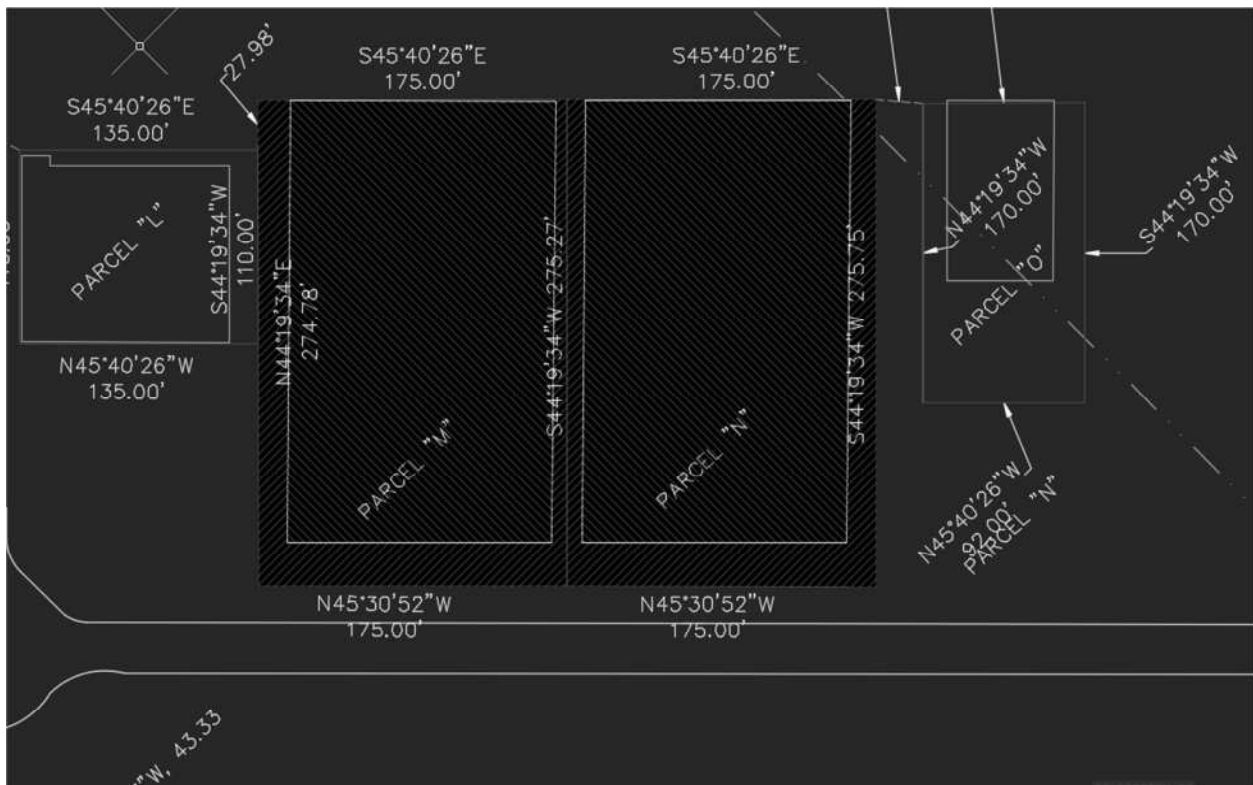 27.98'
S45°40'26"E
175.00'
S45°40'26"E
175.00'
S45°40'26"E
135.00'
PARCEL "L"
S44°19'34"W
110.00'
N45°40'26"W
135.00'
N44°19'34"E
274.78'
PARCEL "M"
S44°19'34"W 275.27'
PARCEL "N"
S44°19'34"W 275.75'
N44°19'34"W
170.00'
PARCEL "O"
S44°19'34"W
170.00'
N45°40'26"W
92.00'
PARCEL "N"
N45°30'52"W
175.00'
N45°30'52"W
175.00'
"W, 43.33